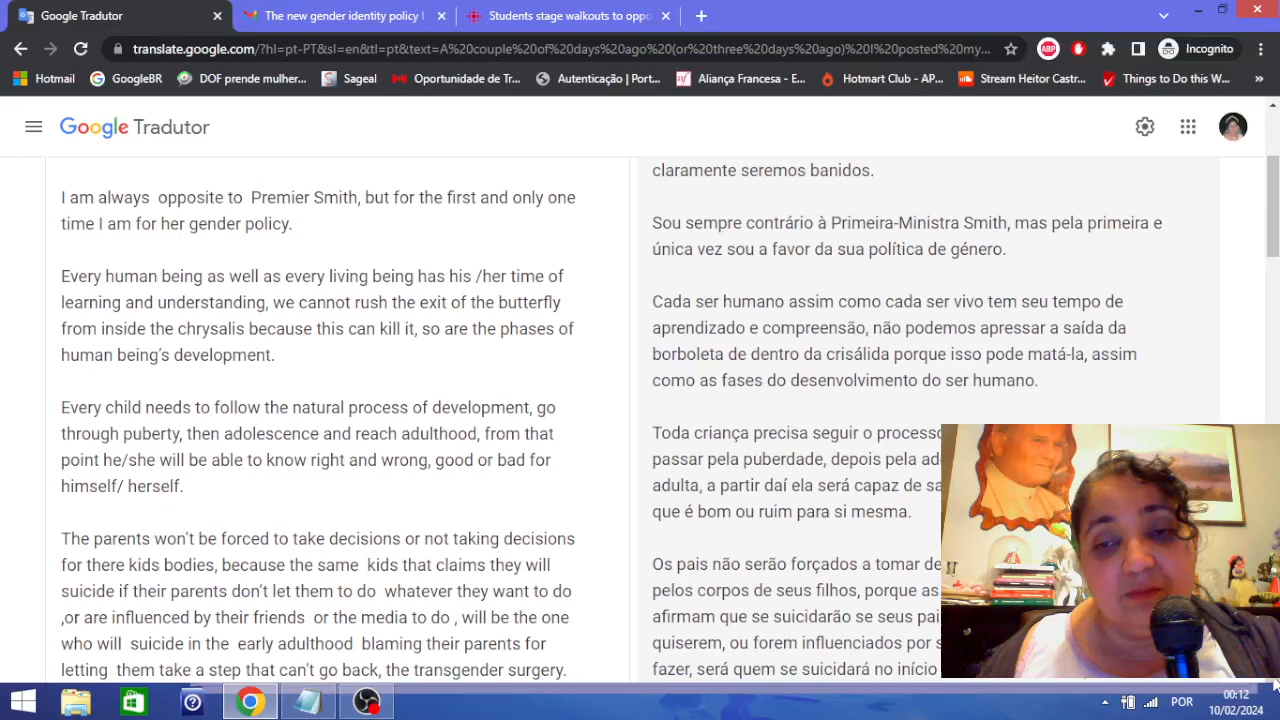 Google Tradutor
The new gender identity policy
Students stage walkouts to oppo
translate.google.com/?hl=pt-PT&sl=en&tl=pt&text=A%20couple%20of%20days%20ago%20(or%20three%20days%20ago)%20I%20posted%20my...
ABP
Incognito
Hotmail
GoogleBR
DOF prende mulher...
Sageal
Oportunidade de Tr...
Autenticação | Port...
Aliança Francesa - E...
Hotmart Club - AP...
Stream Heitor Castr...
Things to Do this W...
Google Tradutor
I am always opposite to Premier Smith, but for the first and only one
time I am for her gender policy.
Every human being as well as every living being has his /her time of
learning and understanding, we cannot rush the exit of the butterfly
from inside the chrysalis because this can kill it, so are the phases of
human being's development.
Every child needs to follow the natural process of development, go
through puberty, then adolescence and reach adulthood, from that
point he/she will be able to know right and wrong, good or bad for
himself/ herself.
The parents won't be forced to take decisions or not taking decisions
for there kids bodies, because the same kids that claims they will
suicide if their parents don't let them to do whatever they want to do
,or are influenced by their friends or the media to do , will be the one
who will suicide in the early adulthood blaming their parents for
letting them take a step that can't go back, the transgender surgery.
claramente seremos banidos.
Sou sempre contrário à Primeira-Ministra Smith, mas pela primeira e
única vez sou a favor da sua política de género.
Cada ser humano assim como cada ser vivo tem seu tempo de
aprendizado e compreensão, não podemos apressar a saída da
borboleta de dentro da crisálida porque isso pode matá-la, assim
como as fases do desenvolvimento do ser humano.
Toda criança precisa seguir o processo
passar pela puberdade, depois pela ad
adulta, a partir daí ela será capaz de sa
que é bom ou ruim para si mesma.
Os pais não serão forçados a tomar de
pelos corpos de seus filhos, porque as
afirmam que se suicidarão se seus pai
quiserem, ou forem influenciados por s
fazer, será quem se suicidará no início
POR
00:12
10/02/2024